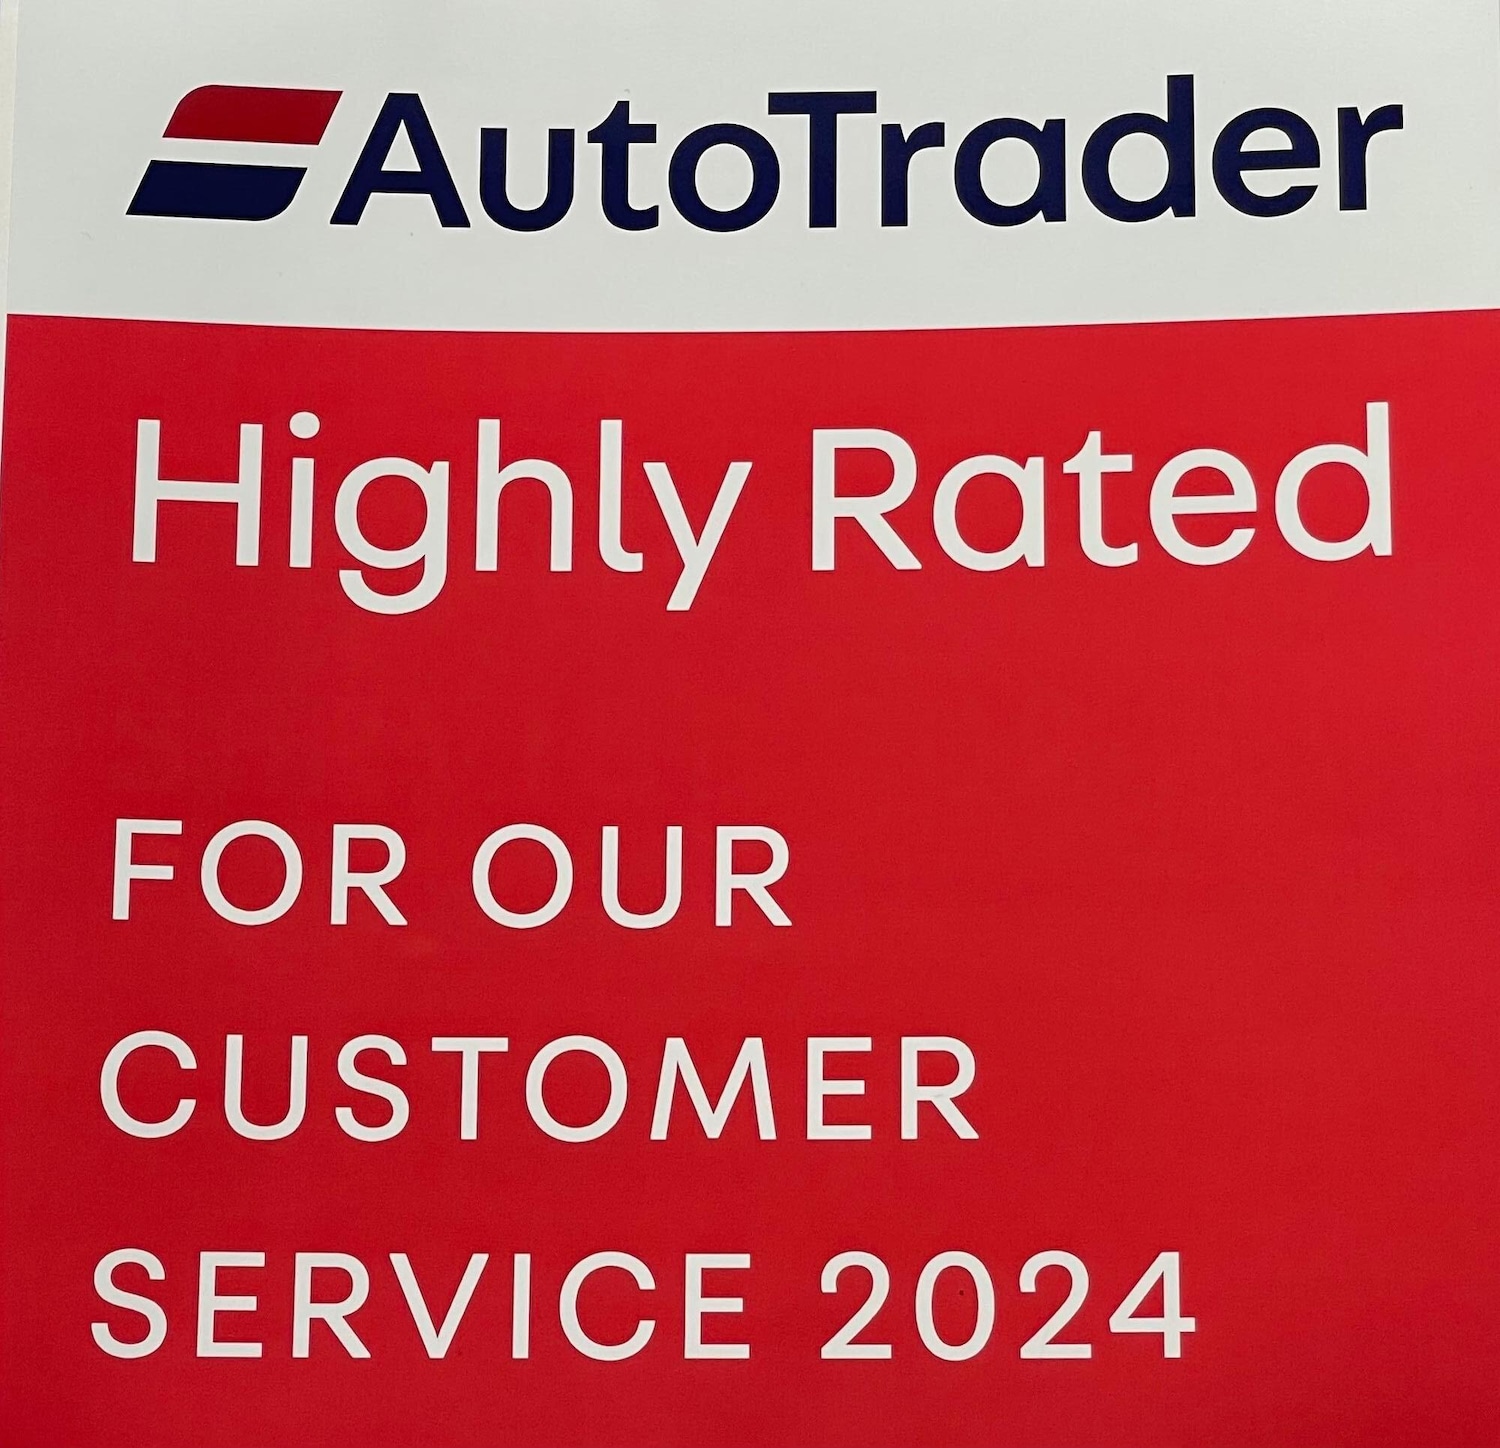 AutoTrader
Highly Rated
FOR OUR
CUSTOMER
SERVICE 2024